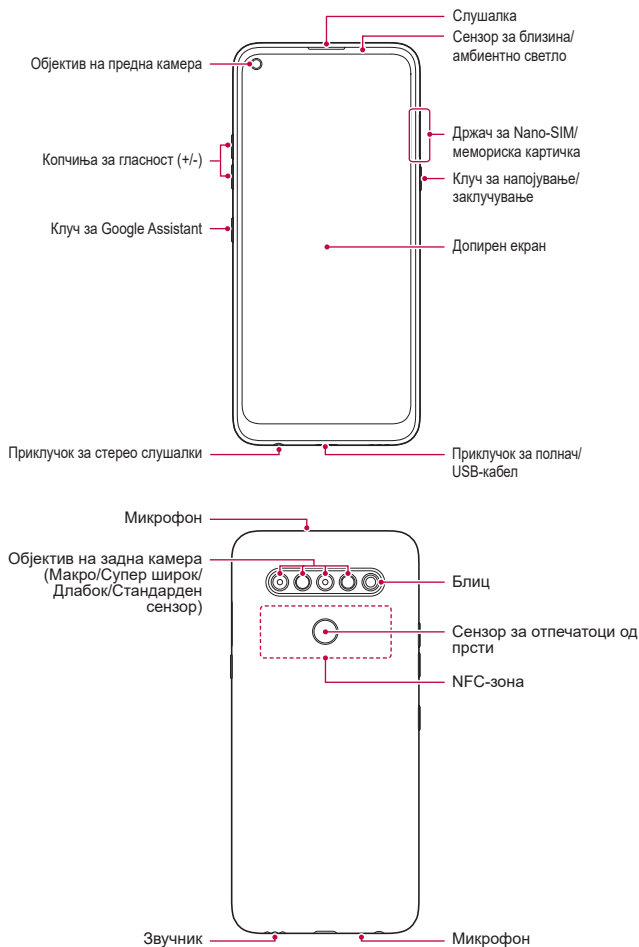 Слушалка
Сензор за близина/
амбиентно светло
Објектив на предна камера
Држач за Nano-SIM/
мемориска картичка
Копчиња за гласност (+/-)
Клуч за напојување/
заклучување
Клуч за Google Assistant
Допирен екран
Приклучок за стерео слушалки
Приклучок за полнач/
USB-кабел
Микрофон
Објектив на задна камера
(Макро/Супер широк/
Длабок/Стандарден
сензор)
Блиц
Сензор за отпечатоци од
прсти
NFC-зона
Звучник
Микрофон